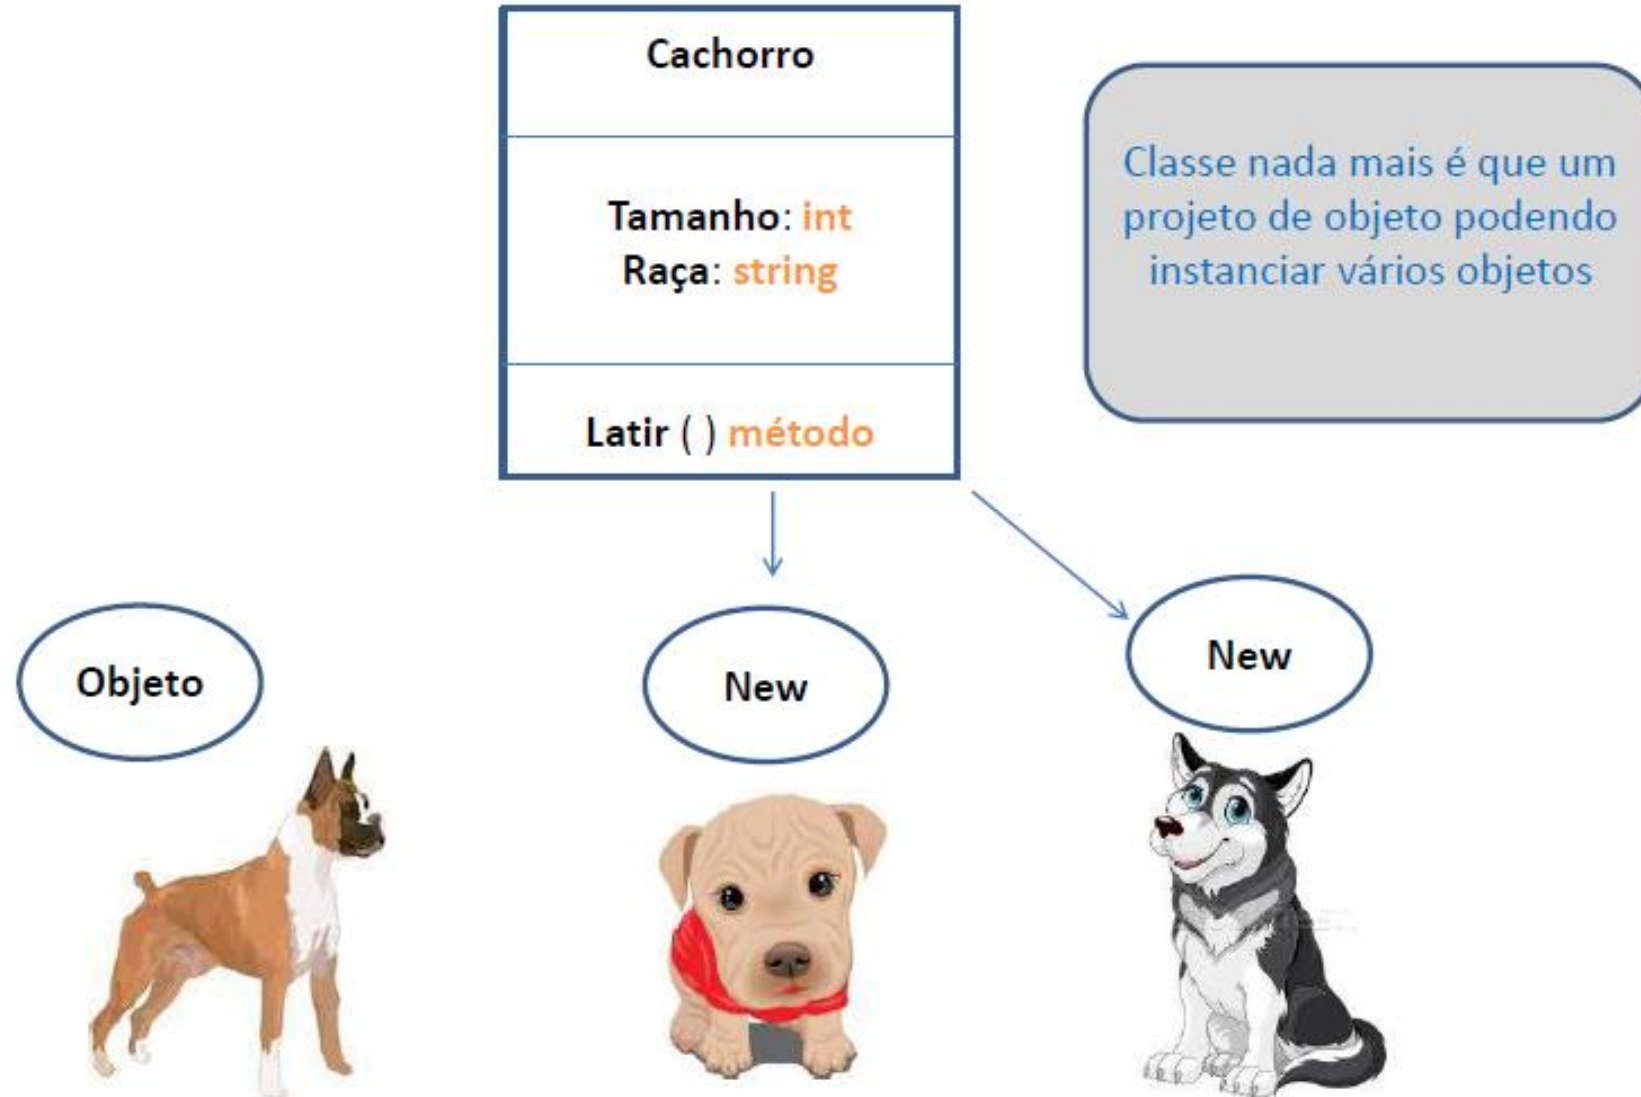 Cachorro
Tamanho: int
Raça: string
Latir ( ) método
Classe nada mais é que um
projeto de objeto podendo
instanciar vários objetos
Objeto
New
New